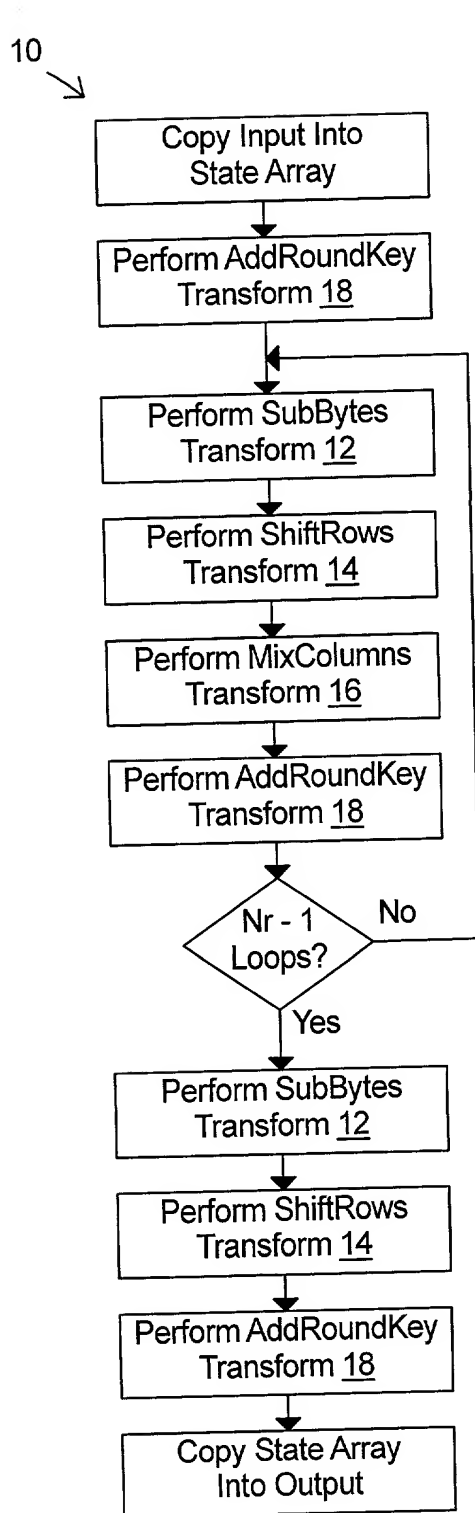 10
Copy Input Into
State Array
Perform AddRoundKey
Transform 18
Perform SubBytes
Transform 12
Perform ShiftRows
Transform 14
Perform MixColumns
Transform 16
Perform AddRoundKey
Transform 18
Nr - 1
Loops?
No
Yes
Perform SubBytes
Transform 12
Perform ShiftRows
Transform 14
Perform AddRoundKey
Transform 18
Copy State Array
Into Output